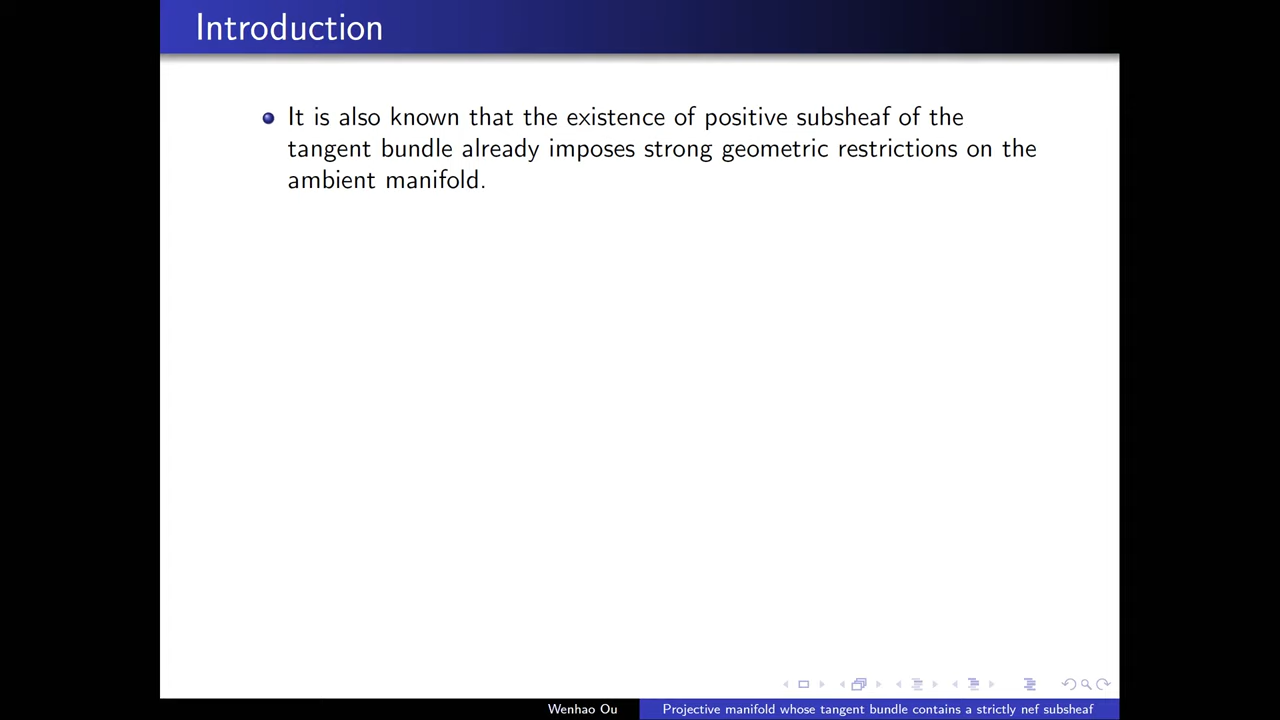 Introduction
It is also known that the existence of positive subsheaf of the
tangent bundle already imposes strong geometric restrictions on the
ambient manifold.
Wenhao Ou
Projective manifold whose tangent bundle contains a strictly nef subsheaf